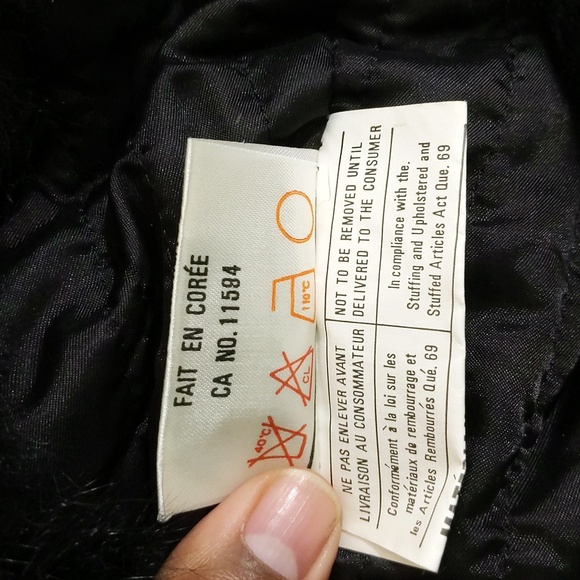 FAIT EN CORÉE
CA NO. 11594
40°C
CL
110°C
NOT TO BE REMOVED UNTIL
DELIVERED TO THE CONSUMER
In compliance with the.
Stuffing and Upholstered and
Stuffed Articles Act Que. 69
NE PAS ENLEVER AVANT
LIVRAISON AU CONSOMMATEUR
Conformément à la loi sur les
matériaux de rembourrage et
les Articles Rembourrés Qué. 69